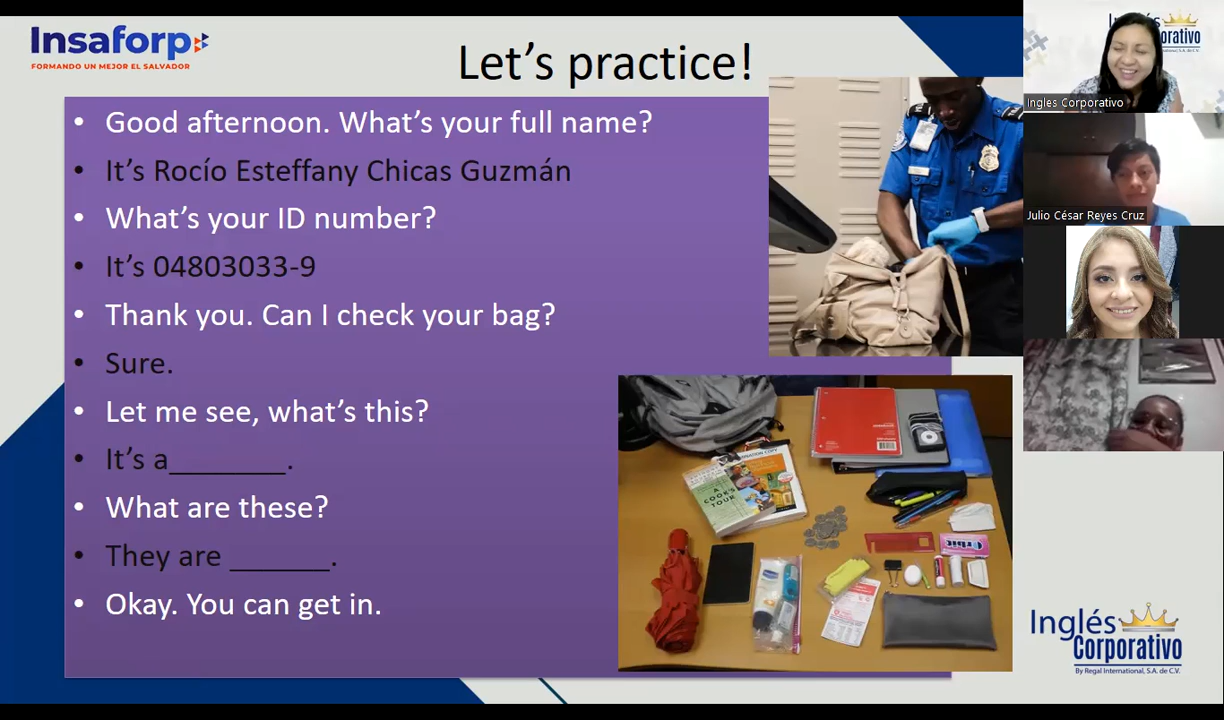 Insaforp
FORMANDO UN MEJOR EL SALVADOR
Let's practice!
• Good afternoon. What's your full name?
• It's Rocío Esteffany Chicas Guzmán
• What's your ID number?
• It's 04803033-9
• Thank you. Can I check your bag?
• Sure.
• Let me see, what's this?
• It's a________.
• What are these?
• They are _______.
• Okay. You can get in.
A COOK'S TOUR
Orbit
Ingles Corporativo
Julio César Reyes Cruz
Inglés
Corporativo
By Regal International, S.A. de C.V.